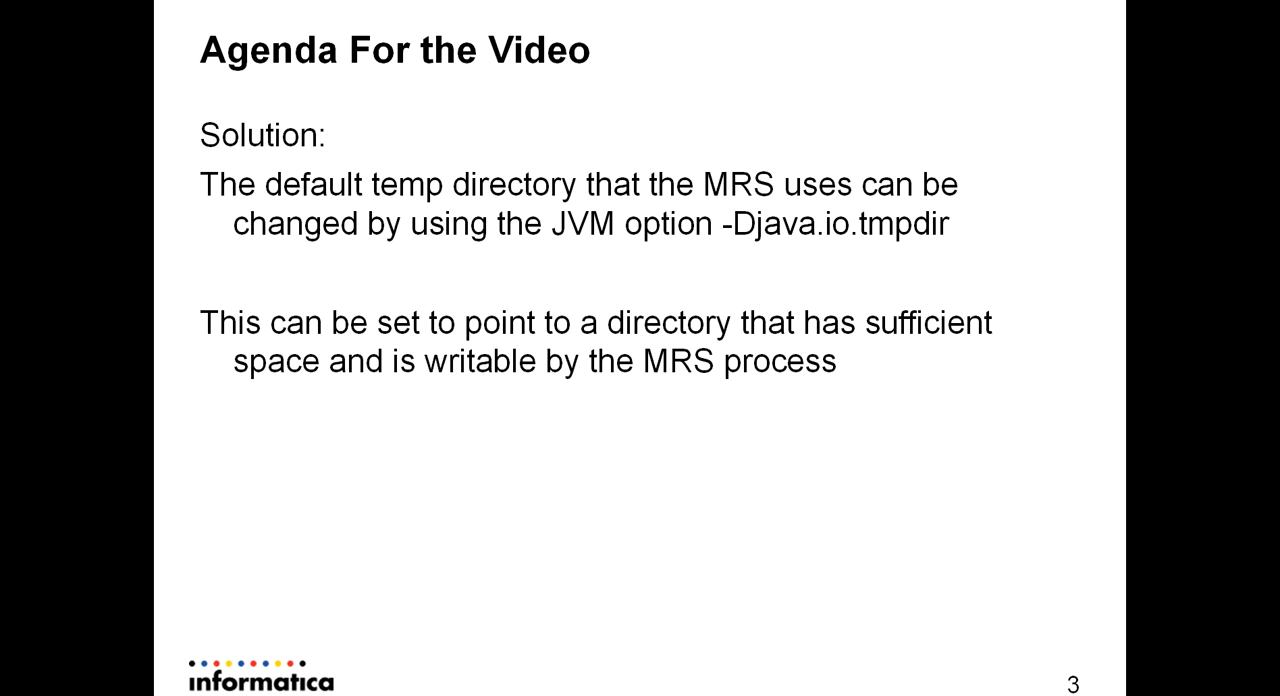 Agenda For the Video
Solution:
The default temp directory that the MRS uses can be
changed by using the JVM option -Djava.io.tmpdir
This can be set to point to a directory that has sufficient
space and is writable by the MRS process
informatica
3